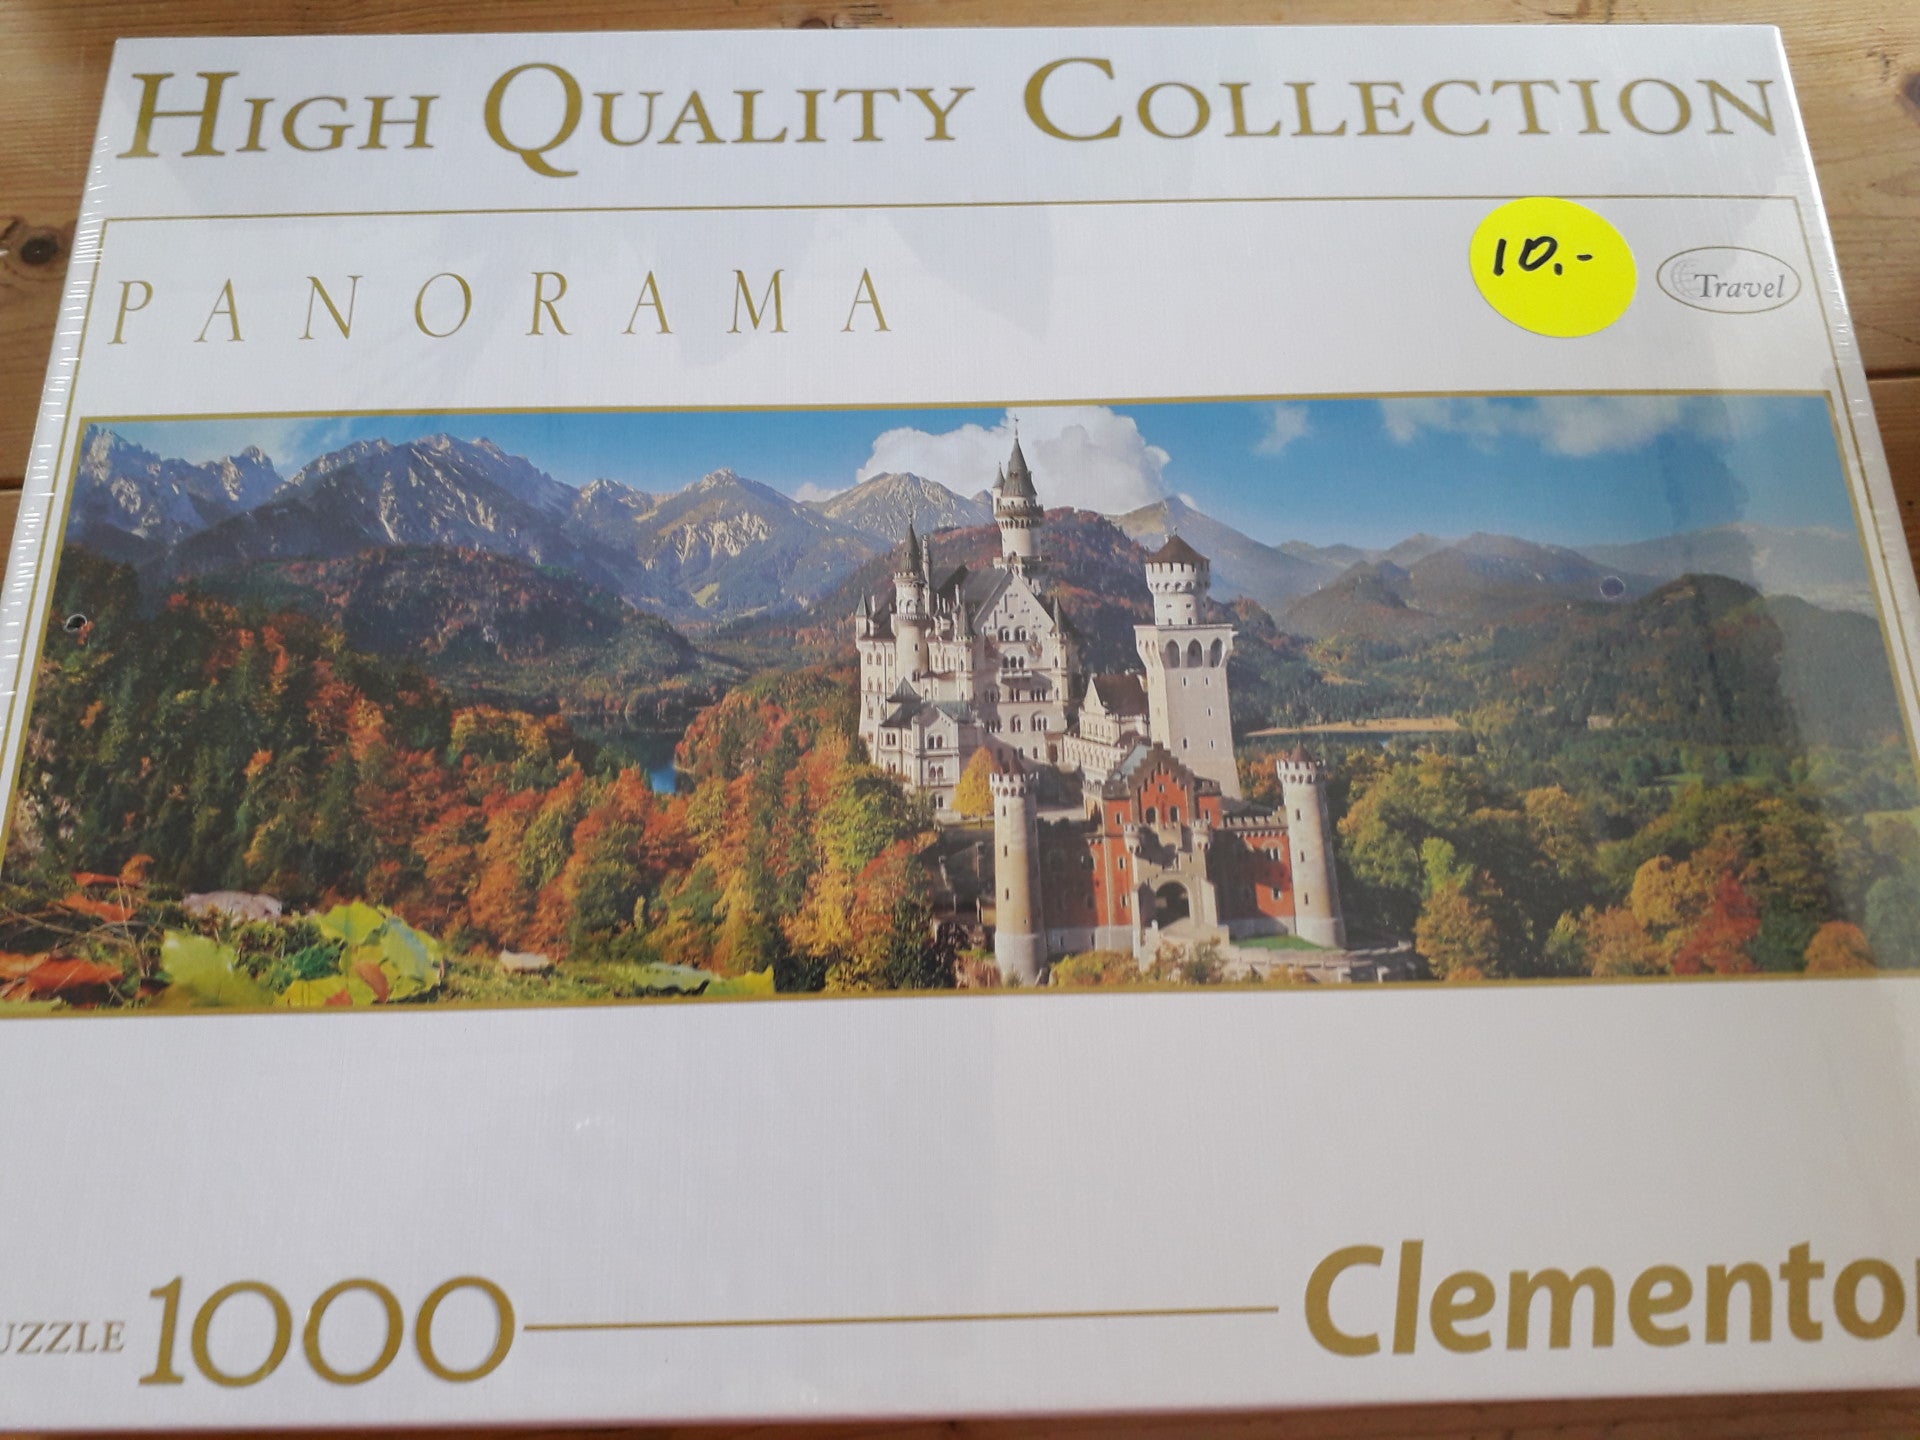 HIGH QUALITY COLLECTION
PANORAMA
10.-
Travel
UZZLE 1000
Clemento